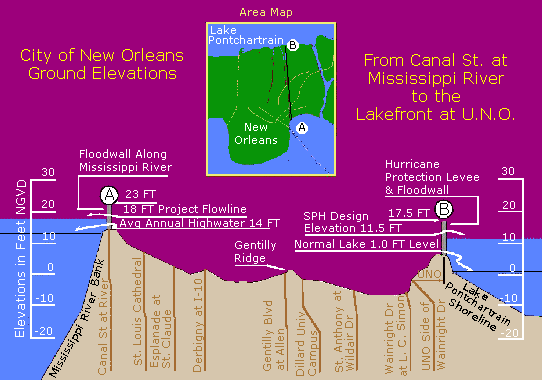 Area Map
Lake
Pontchartrain
B
A
New
Orleans
City of New Orleans
Ground Elevations
From Canal St. at
Mississippi River
to the
Lakefront at U.N.O.
Floodwall Along
Mississippi River
A
23 FT
18 FT Project Flowline
Avg Annual Highwater 14 FT
Hurricane
Protection Levee
& Floodwall
17.5 FT
B
SPH Design
Elevation 11.5 FT
Normal Lake 1.0 FT Level
Gentilly
Ridge
Elevations in Feet NGVD
30
20
10
0
-10
-20
30
20
10
0
-10
-20
Mississippi River Bank
Canal St at River
St. Louis Cathedral
Esplanade at
St. Claude
Derbigny at I-10
Gentilly Blvd
at Allen
Dillard Univ
Campus
St. Anthony at
Wildair Dr
Wainright Dr
at L. C. Simon
UNO
UNO Side of
Wainright Dr
Lake
Pontchartrain
Shoreline